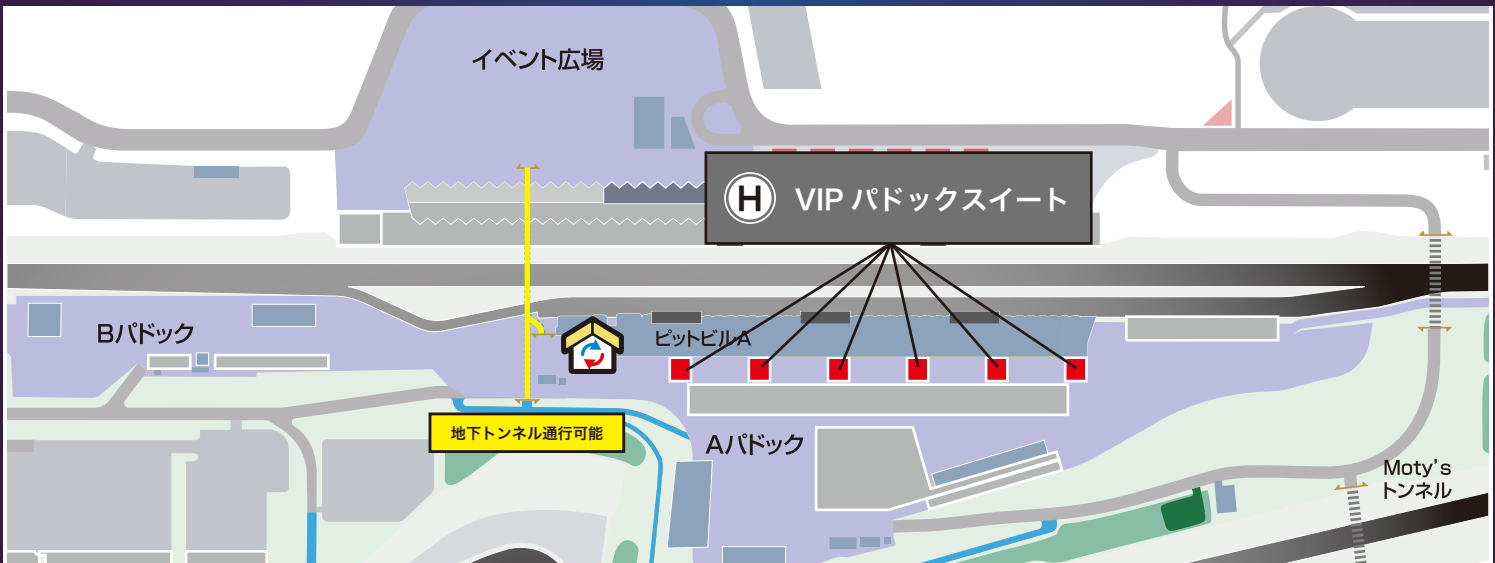 イベント広場
H VIP パドックスイート
Bパドック
ピットビルA
地下トンネル通行可能
Aパドック
Moty's
トンネル